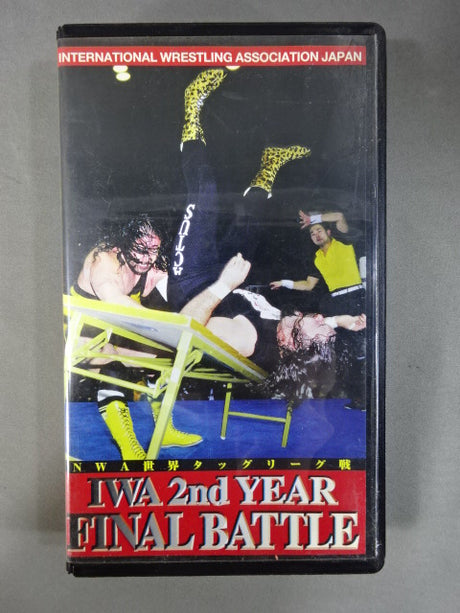 INTERNATIONAL WRESTLING ASSOCIATION JAPAN
NWA世界タッグリーグ戦
IWA 2nd YEAR
FINAL BATTLE